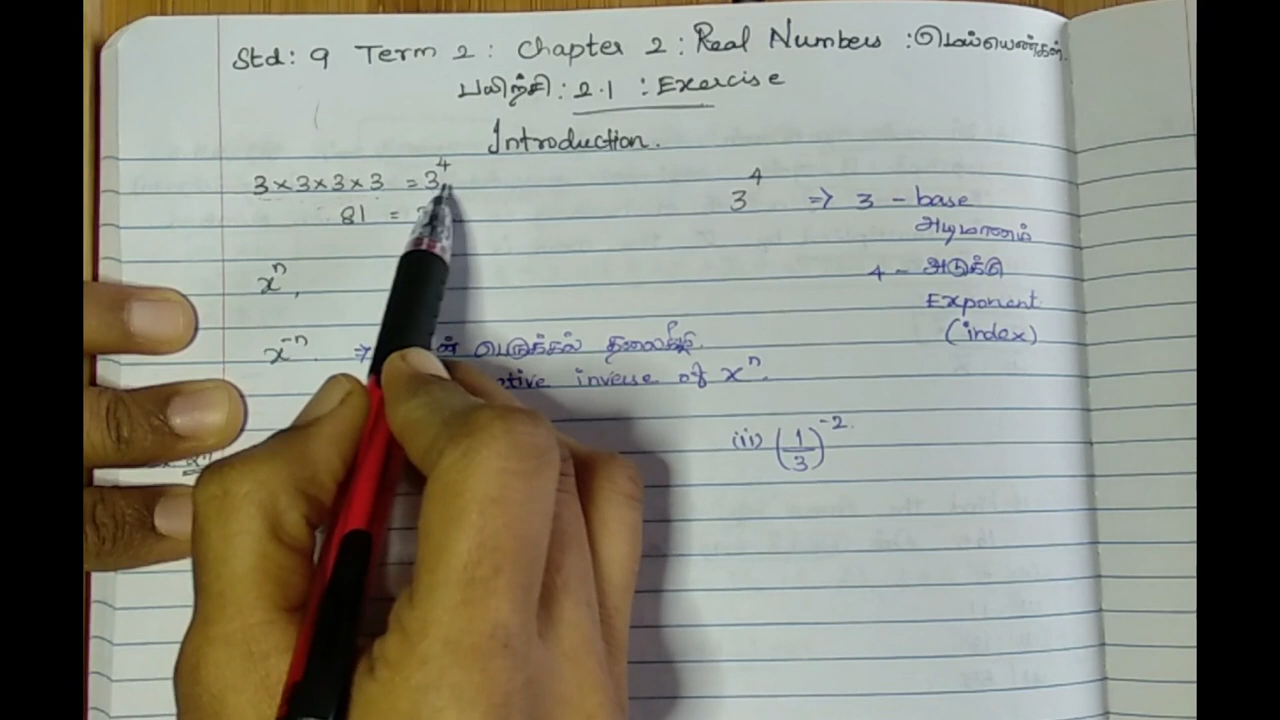 Std: 9 Term 2 : Chapter 2 : Real Numbers : மெய்யெண்கள்.
பயிற்சி : 2.1 : Exercise
Introduction.
3×3×3×3 = 3⁴
81 =
3⁴ ⇒ 3 - base
அடிமானம்
xⁿ,
4 - அடுக்கு
Exponent
(index)
x⁻ⁿ. ⇒ பெருக்கல் தலைகீழ்.
inverse of xⁿ.
(ii) (1/3)⁻².